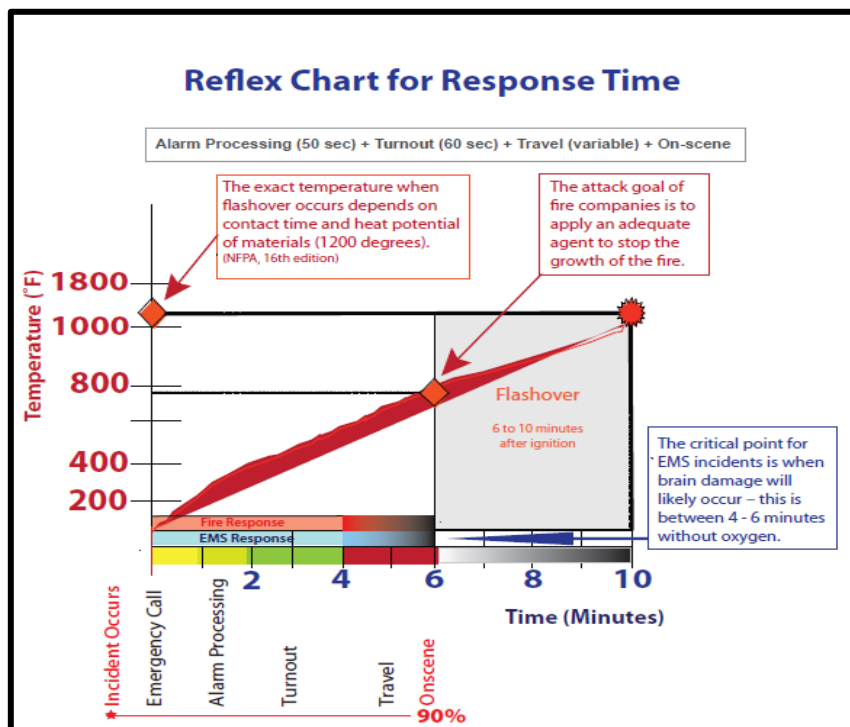 Reflex Chart for Response Time
Alarm Processing (50 sec) + Turnout (60 sec) + Travel (variable) + On-scene
The exact temperature when
flashover occurs depends on
contact time and heat potential
of materials (1200 degrees).
(NFPA, 16th edition)
The attack goal of
fire companies is to
apply an adequate
agent to stop the
growth of the fire.
Temperature (°F)
1800
1000
800
400
200
Flashover
6 to 10 minutes
after ignition
The critical point for
EMS incidents is when
brain damage will
likely occur – this is
between 4 - 6 minutes
without oxygen.
Fire Response
EMS Response
2
4
6
8
10
Time (Minutes)
Incident Occurs
Emergency Call
Alarm Processing
Turnout
Travel
Onscene
90%